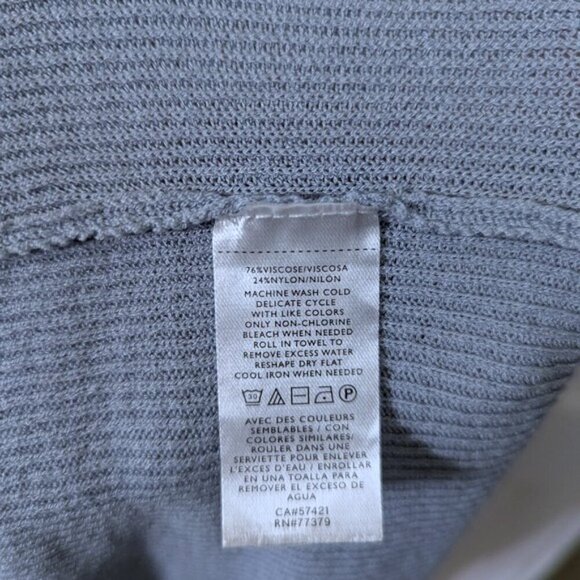 76%VISCOSE/VISCOSA
24%NYLON/NILÓN
MACHINE WASH COLD
DELICATE CYCLE
WITH LIKE COLORS
ONLY NON-CHLORINE
BLEACH WHEN NEEDED
ROLL IN TOWEL TO
REMOVE EXCESS WATER
RESHAPE DRY FLAT
COOL IRON WHEN NEEDED
30 P
AVEC DES COULEURS
SEMBLABLES / CON
COLORES SIMILARES/
ROULER DANS UNE
SERVIETTE POUR ENLEVER
L'EXCES D'EAU / ENROLLAR
EN UNA TOALLA PARA
REMOVER EL EXCESO DE
AGUA
CA#57421
RN#77379